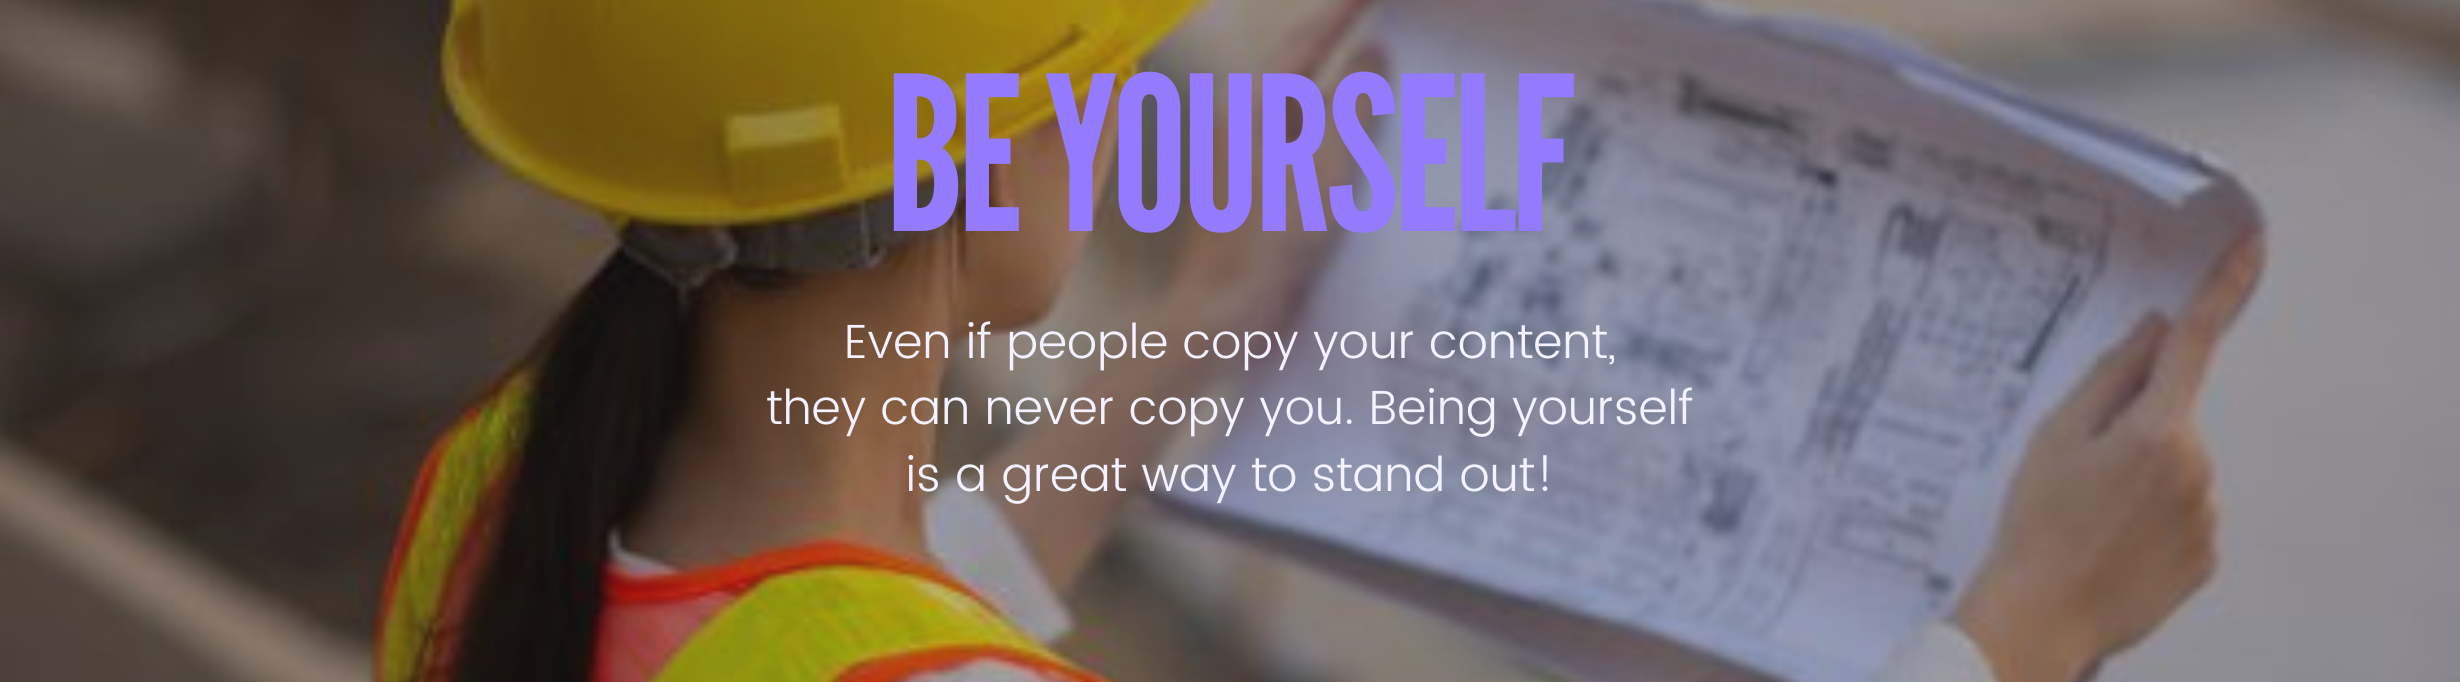 BE YOURSELF
Even if people copy your content,
they can never copy you. Being yourself
is a great way to stand out!